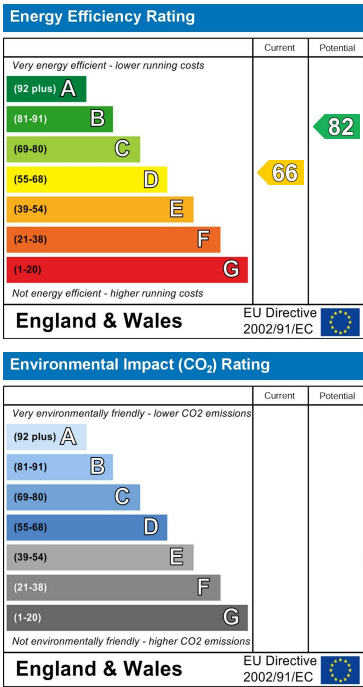 Energy Efficiency Rating
Current Potential
Very energy efficient - lower running costs
(92 plus) A
(81-91) B
82
(69-80) C
66
(55-68) D
(39-54) E
(21-38) F
(1-20) G
Not energy efficient - higher running costs
England & Wales
EU Directive
2002/91/EC
Environmental Impact (CO₂) Rating
Current Potential
Very environmentally friendly - lower CO2 emissions
(92 plus) A
(81-91) B
(69-80) C
(55-68) D
(39-54) E
(21-38) F
(1-20) G
Not environmentally friendly - higher CO2 emissions
England & Wales
EU Directive
2002/91/EC